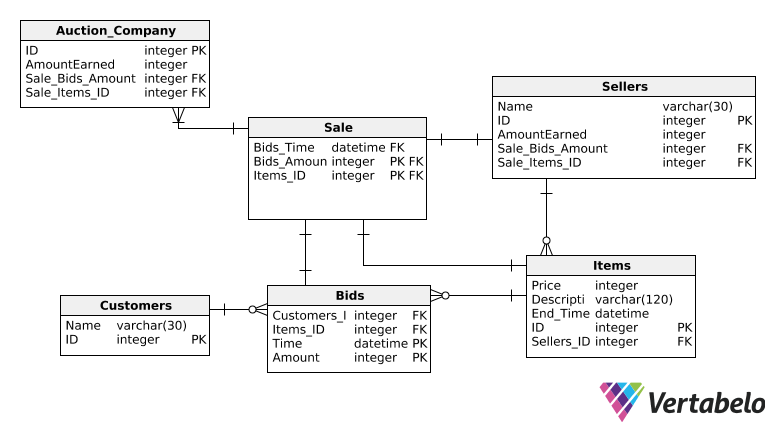 Auction_Company
ID integer PK
AmountEarned integer
Sale_Bids_Amount integer FK
Sale_Items_ID integer FK
Sellers
Name varchar(30)
ID integer PK
AmountEarned integer
Sale_Bids_Amount integer FK
Sale_Items_ID integer FK
Sale
Bids_Time datetime FK
Bids_Amoun integer PK FK
Items_ID integer PK FK
Items
Price integer
Descripti varchar(120)
End_Time datetime
ID integer PK
Sellers_ID integer FK
Customers
Name varchar(30)
ID integer PK
Bids
Customers_I integer FK
Items_ID integer FK
Time datetime PK
Amount integer PK
Vertabelo